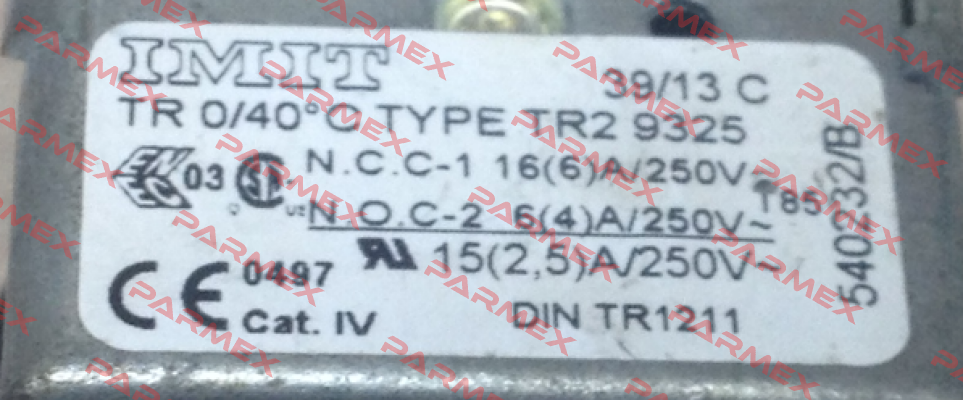 IMIT
39/13 C
TR 0/40°C TYPE TR2 9325
03 N.C.C-1 16(6)A/250V~
T85
N.O.C-2 6(4)A/250V~
15(2,5)A/250V~
0497
CE Cat. IV
DIN TR1211
540232/B
PARMEX